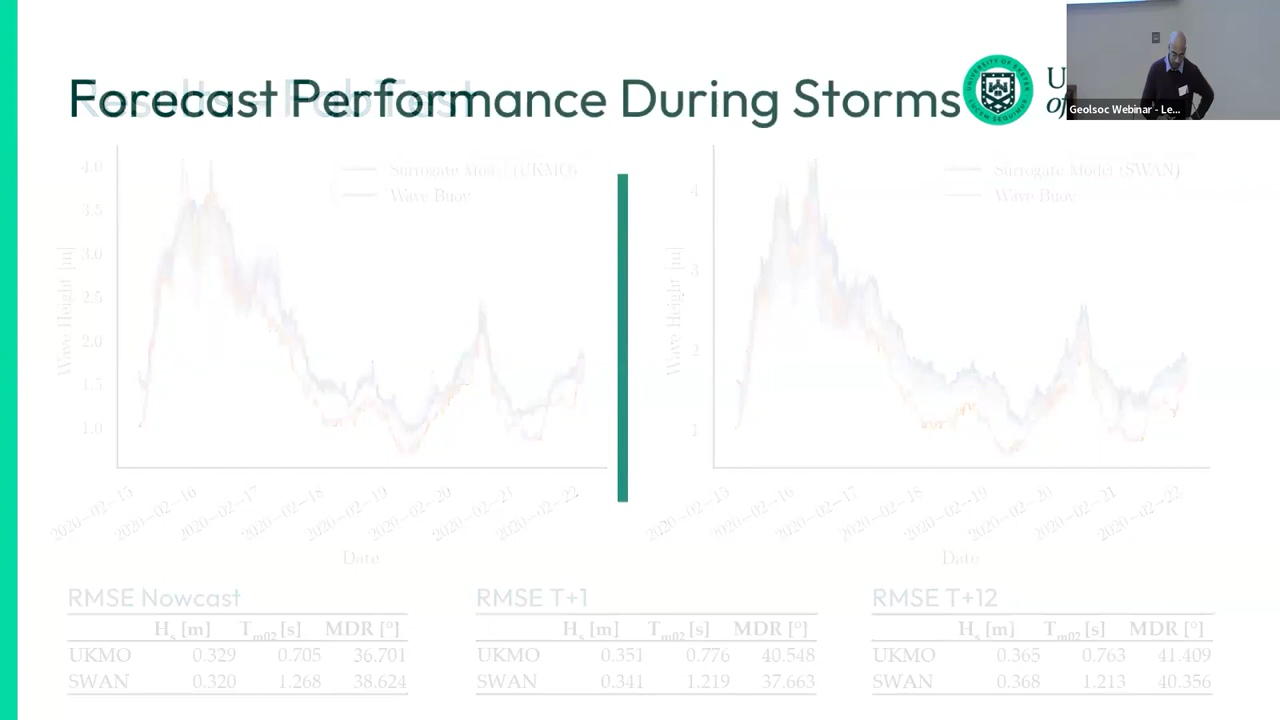 Forecast Performance During Storms
UNIVERSITY OF EXETER
LUCEM SEQUIMUR
U
of
Geolsoc Webinar - Le...
Surrogate Model (UKMO)
Wave Buoy
Wave Height [m]
4.0
3.5
3.0
2.5
2.0
1.5
1.0
2020-02-15
2020-02-16
2020-02-17
2020-02-18
2020-02-19
2020-02-20
2020-02-21
2020-02-22
Date
Surrogate Model (SWAN)
Wave Buoy
Wave Height [m]
4
3
2
1
2020-02-15
2020-02-16
2020-02-17
2020-02-18
2020-02-19
2020-02-20
2020-02-21
2020-02-22
Date
RMSE Nowcast
Hs [m] Tm02 [s] MDR [°]
UKMO 0.329 0.705 36.701
SWAN 0.320 1.268 38.624
RMSE T+1
Hs [m] Tm02 [s] MDR [°]
UKMO 0.351 0.776 40.548
SWAN 0.341 1.219 37.663
RMSE T+12
Hs [m] Tm02 [s] MDR [°]
UKMO 0.365 0.763 41.409
SWAN 0.368 1.213 40.356